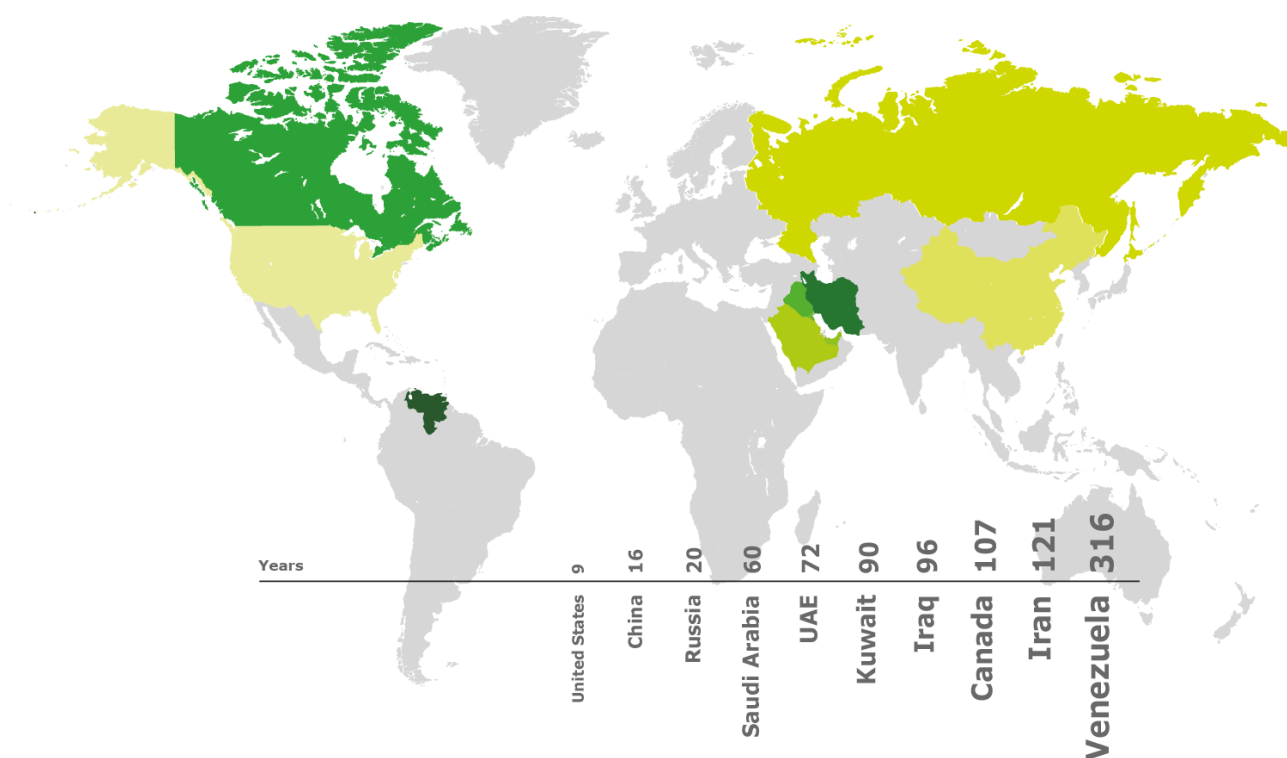 Years
9
16
20
60
72
90
96
107
121
316
United States
China
Russia
Saudi Arabia
UAE
Kuwait
Iraq
Canada
Iran
Venezuela